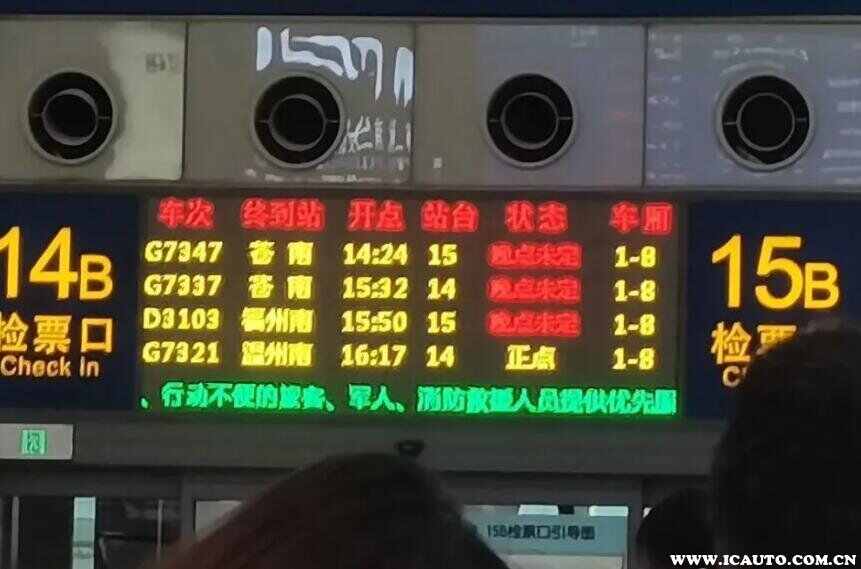 车次 终到站 开点 站台 状态 车厢
G7347 苍南 14:24 15 晚点未定 1-8
G7337 苍南 15:32 14 晚点未定 1-8
D3103 福州南 15:50 15 晚点未定 1-8
G7321 温州南 16:17 14 正点 1-8
、行动不便的旅客、军人、消防救援人员提供优先服
14B
检票口
Check in
15B
检票
C
15B检票口引导图
WWW.ICAUTO.COM.CN